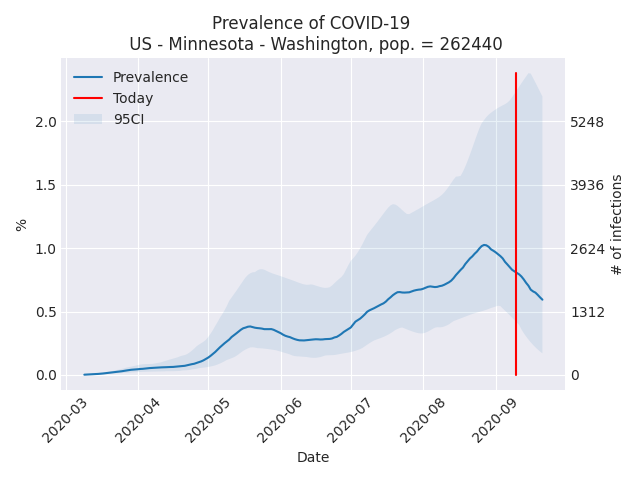 Prevalence of COVID-19
US - Minnesota - Washington, pop. = 262440
Prevalence
Today
95CI
2.0
1.5
1.0
0.5
0.0
%
5248
3936
2624
1312
0
# of infections
2020-03
2020-04
2020-05
2020-06
2020-07
2020-08
2020-09
Date